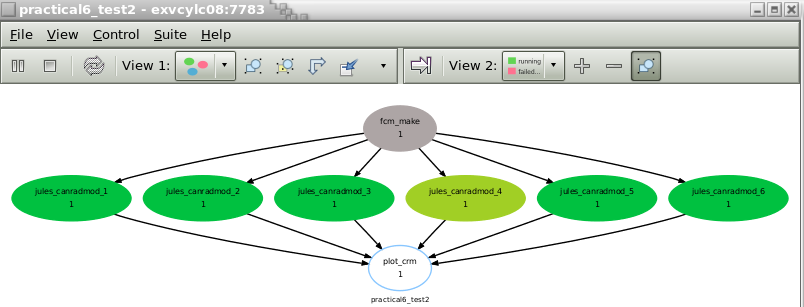 practical6_test2 - exvcylc08:7783
File View Control Suite Help
View 1: View 2: running
failed...
fcm_make
1
jules_canradmod_1 jules_canradmod_2 jules_canradmod_3 jules_canradmod_4 jules_canradmod_5 jules_canradmod_6
1 1 1 1 1 1
plot_crm
1
practical6_test2